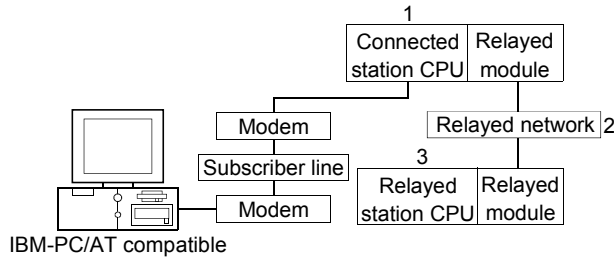 1
Connected
station CPU
Relayed
module
Modem
Relayed network 2
Subscriber line
3
Relayed
station CPU
Relayed
module
Modem
IBM-PC/AT compatible